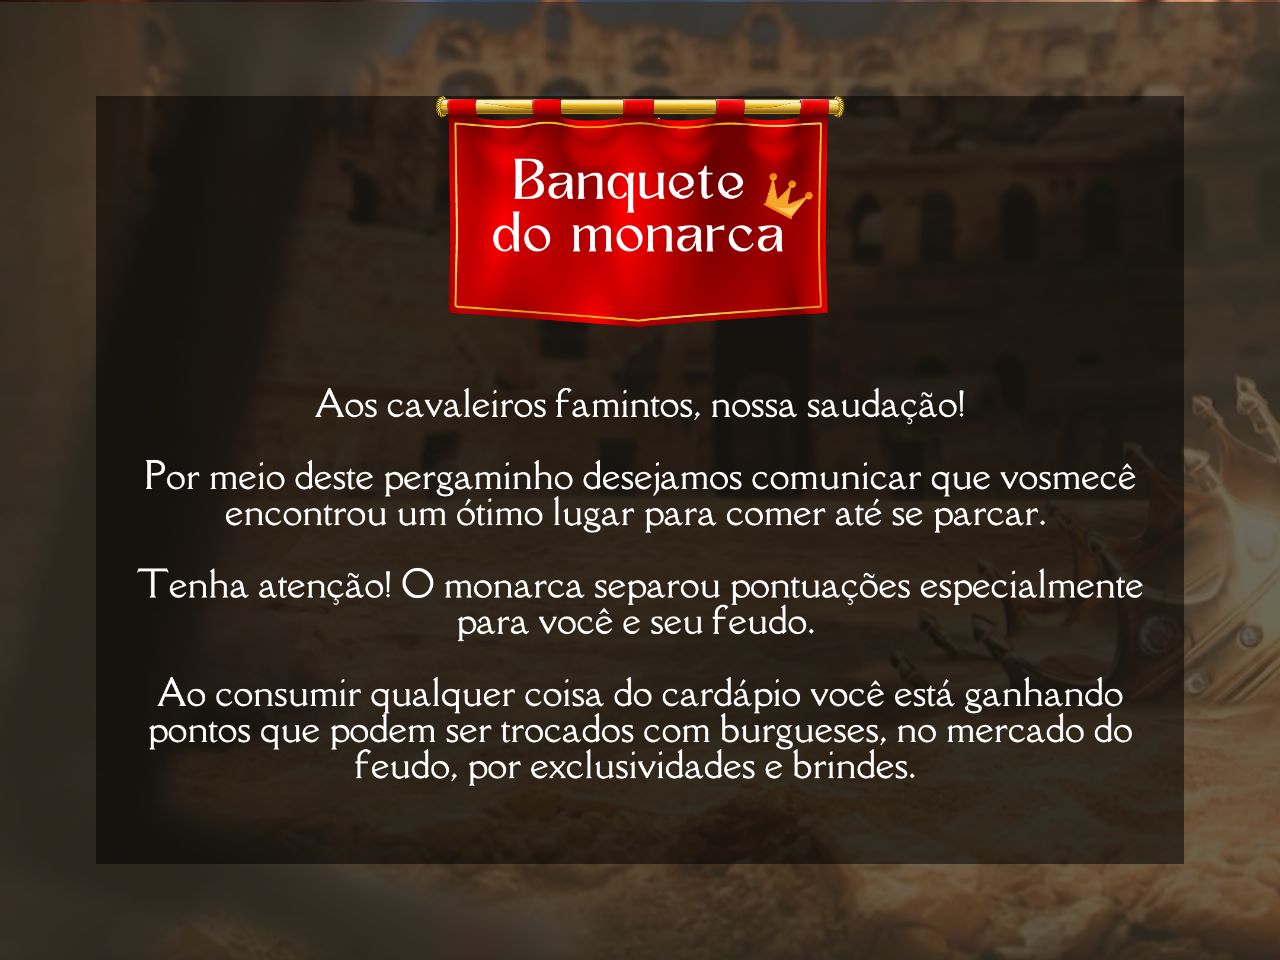 Banquete
do monarca
Aos cavaleiros famintos, nossa saudação!
Por meio deste pergaminho desejamos comunicar que vosmecê
encontrou um ótimo lugar para comer até se parcar.
Tenha atenção! O monarca separou pontuações especialmente
para você e seu feudo.
Ao consumir qualquer coisa do cardápio você está ganhando
pontos que podem ser trocados com burgueses, no mercado do
feudo, por exclusividades e brindes.